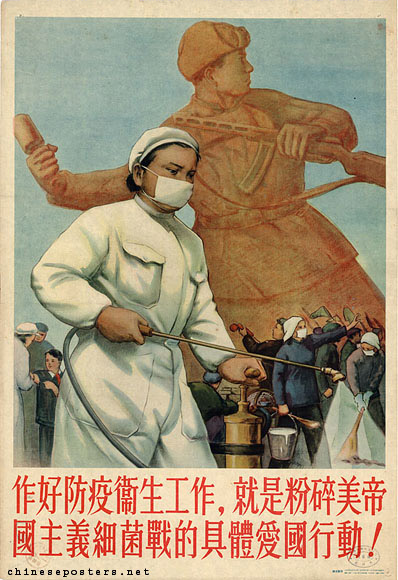 作好防疫衞生工作，就是粉碎美帝
國主義細菌戰的具體愛國行動！
chineseposters.net